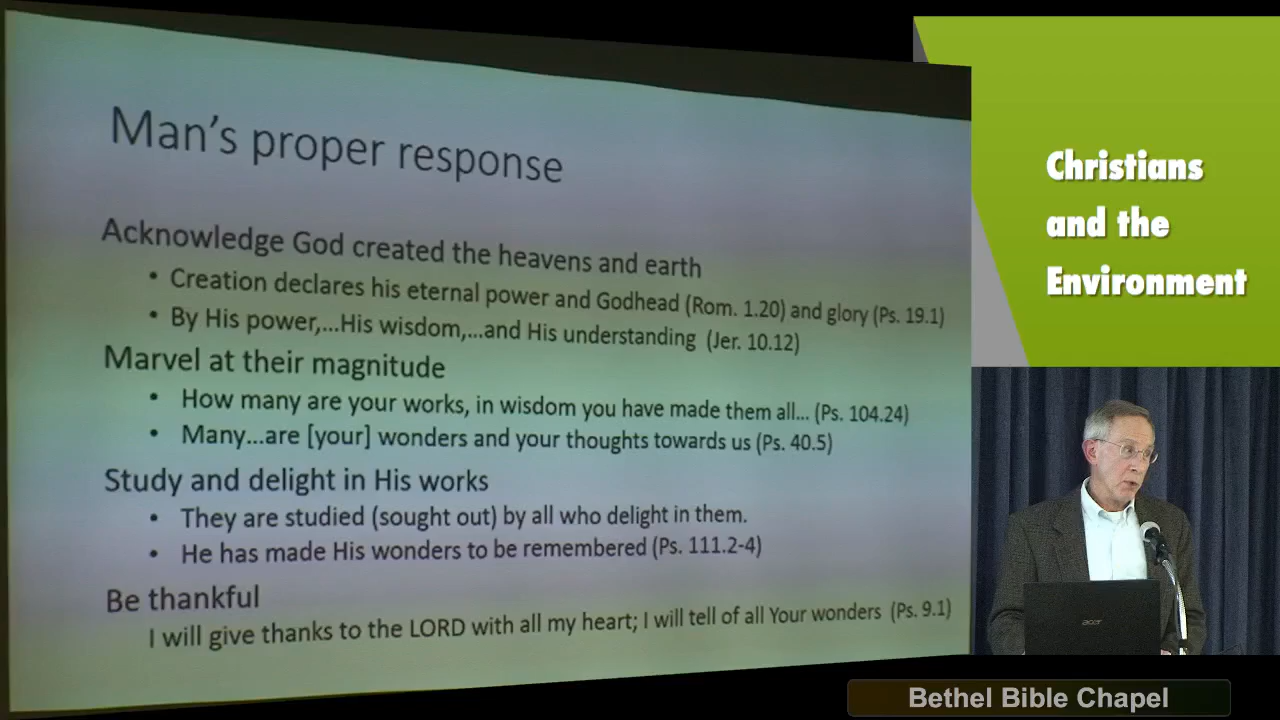 Man's proper response
Acknowledge God created the heavens and earth
• Creation declares his eternal power and Godhead (Rom. 1.20) and glory (Ps. 19.1)
• By His power,...His wisdom,...and His understanding (Jer. 10.12)
Marvel at their magnitude
• How many are your works, in wisdom you have made them all... (Ps. 104.24)
• Many...are [your] wonders and your thoughts towards us (Ps. 40.5)
Study and delight in His works
• They are studied (sought out) by all who delight in them.
• He has made His wonders to be remembered (Ps. 111.2-4)
Be thankful
I will give thanks to the LORD with all my heart; I will tell of all Your wonders (Ps. 9.1)
Christians
and the
Environment
acer
Bethel Bible Chapel